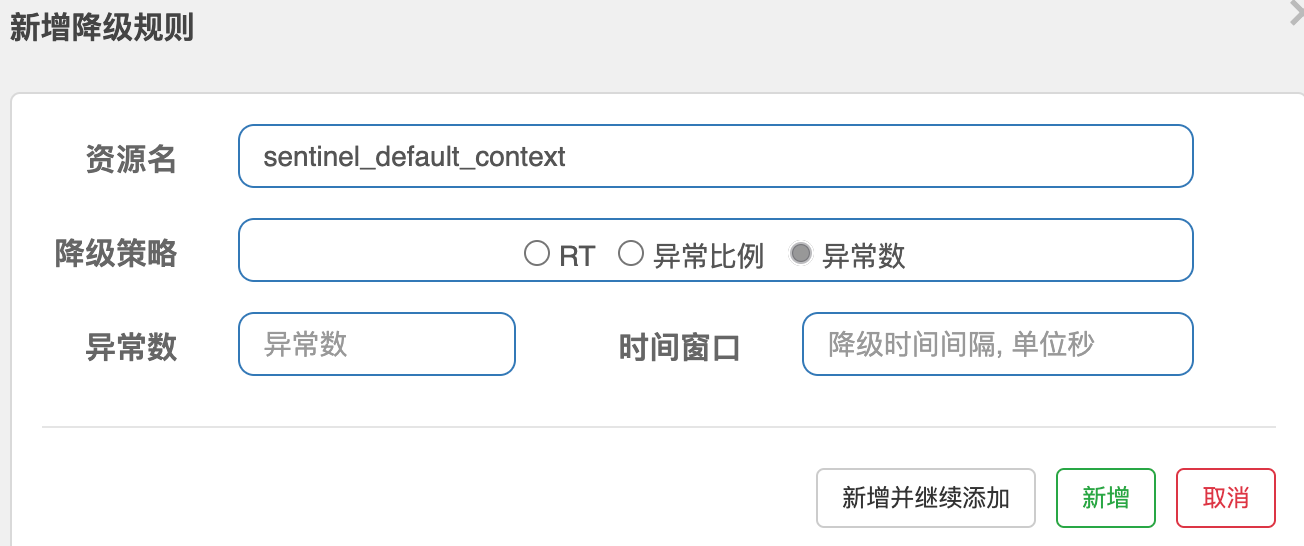 新增降级规则
资源名 sentinel_default_context
降级策略 RT 异常比例 异常数
异常数 异常数 时间窗口 降级时间间隔, 单位秒
新增并继续添加 新增 取消